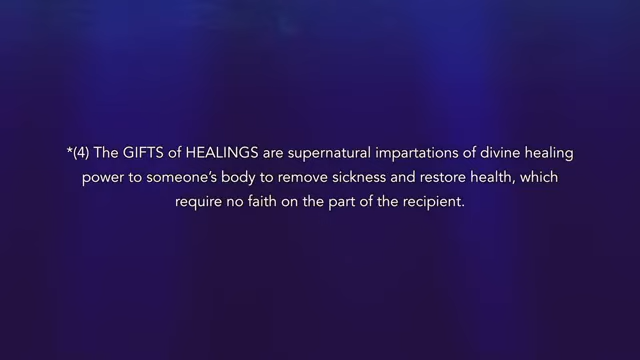 *(4) The GIFTS of HEALINGS are supernatural impartations of divine healing
power to someone’s body to remove sickness and restore health, which
require no faith on the part of the recipient.